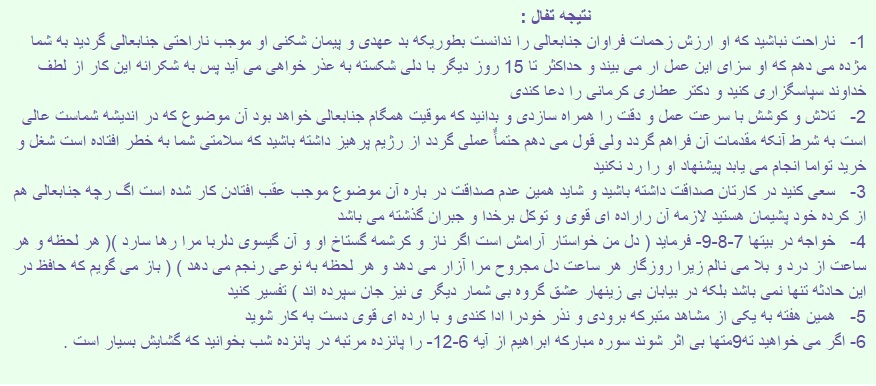 نتیجه تفال :
1- ناراحت نباشید که او ارزش زحمات فراوان جنابعالی را ندانست بطوریکه بد عهدی و پیمان شکنی او موجب ناراحتی جنابعالی گردید به شما
مژده می دهم که او سزای این عمل ار می بیند و حداکثر تا 15 روز دیگر با دلی شکسته به عذر خواهی می آید پس به شکرانه این کار از لطف
خداوند سپاسگزاری کنید و دکتر عطاری کرمانی را دعا کندی
2- تلاش و کوشش با سرعت عمل و دقت را همراه سازدی و بدانید که موقیت همگام جنابعالی خواهد بود آن موضوع که در اندیشه شماست عالی
است به شرط آنکه مقدمات آن فراهم گردد ولی قول می دهم حتماً عملی گردد از رژیم پرهیز داشته باشید که سلامتی شما به خطر افتاده است شغل و
خرید تواما انجام می یابد پیشنهاد او را رد نکنید
3- سعی کنید در کارتان صداقت داشته باشید و شاید همین عدم صداقت در باره آن موضوع موجب عقب افتادن کار شده است اگ رچه جنابعالی هم
از کرده خود پشیمان هستید لازمه آن راراده ای قوی و توکل برخدا و جبران گذشته می باشد
4- خواجه در بیتها 7-8-9- فرماید ( دل من خواستار آرامش است اگر ناز و کرشمه گستاخ او و آن گیسوی دلربا مرا رها سارد )( هر لحظه و هر
ساعت از درد و بلا می نالم زیرا روزگار هر ساعت دل مجروح مرا آزار می دهد و هر لحظه به نوعی رنجم می دهد ) ( باز می گویم که حافظ در
این حادثه تنها نمی باشد بلکه در بیابان بی زینهار عشق گروه بی شمار دیگر ی نیز جان سپرده اند ) تفسیر کنید
5- همین هفته به یکی از مشاهد متبرکه برودی و نذر خودرا ادا کندی و با ارده ای قوی دست به کار شوید
6- اگر می خواهید ته9متها بی اثر شوند سوره مبارکه ابراهیم از آیه 6-12- را پانزده مرتبه در پانزده شب بخوانید که گشایش بسیار است .